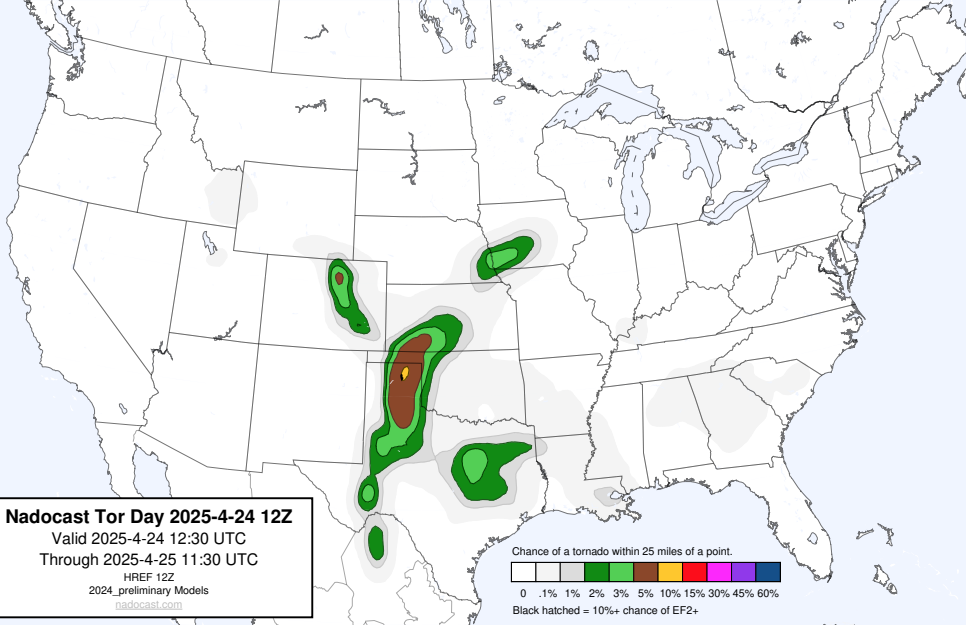 Nadocast Tor Day 2025-4-24 12Z
Valid 2025-4-24 12:30 UTC
Through 2025-4-25 11:30 UTC
HREF 12Z
2024_preliminary Models
nadocast.com
Chance of a tornado within 25 miles of a point.
0 .1% 1% 2% 3% 5% 10% 15% 30% 45% 60%
Black hatched = 10%+ chance of EF2+